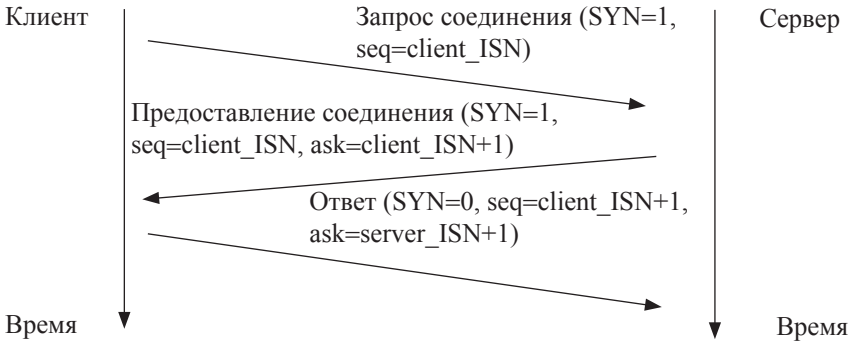 Клиент
Запрос соединения (SYN=1,
seq=client_ISN)
Сервер
Предоставление соединения (SYN=1,
seq=client_ISN, ask=client_ISN+1)
Ответ (SYN=0, seq=client_ISN+1,
ask=server_ISN+1)
Время
Время